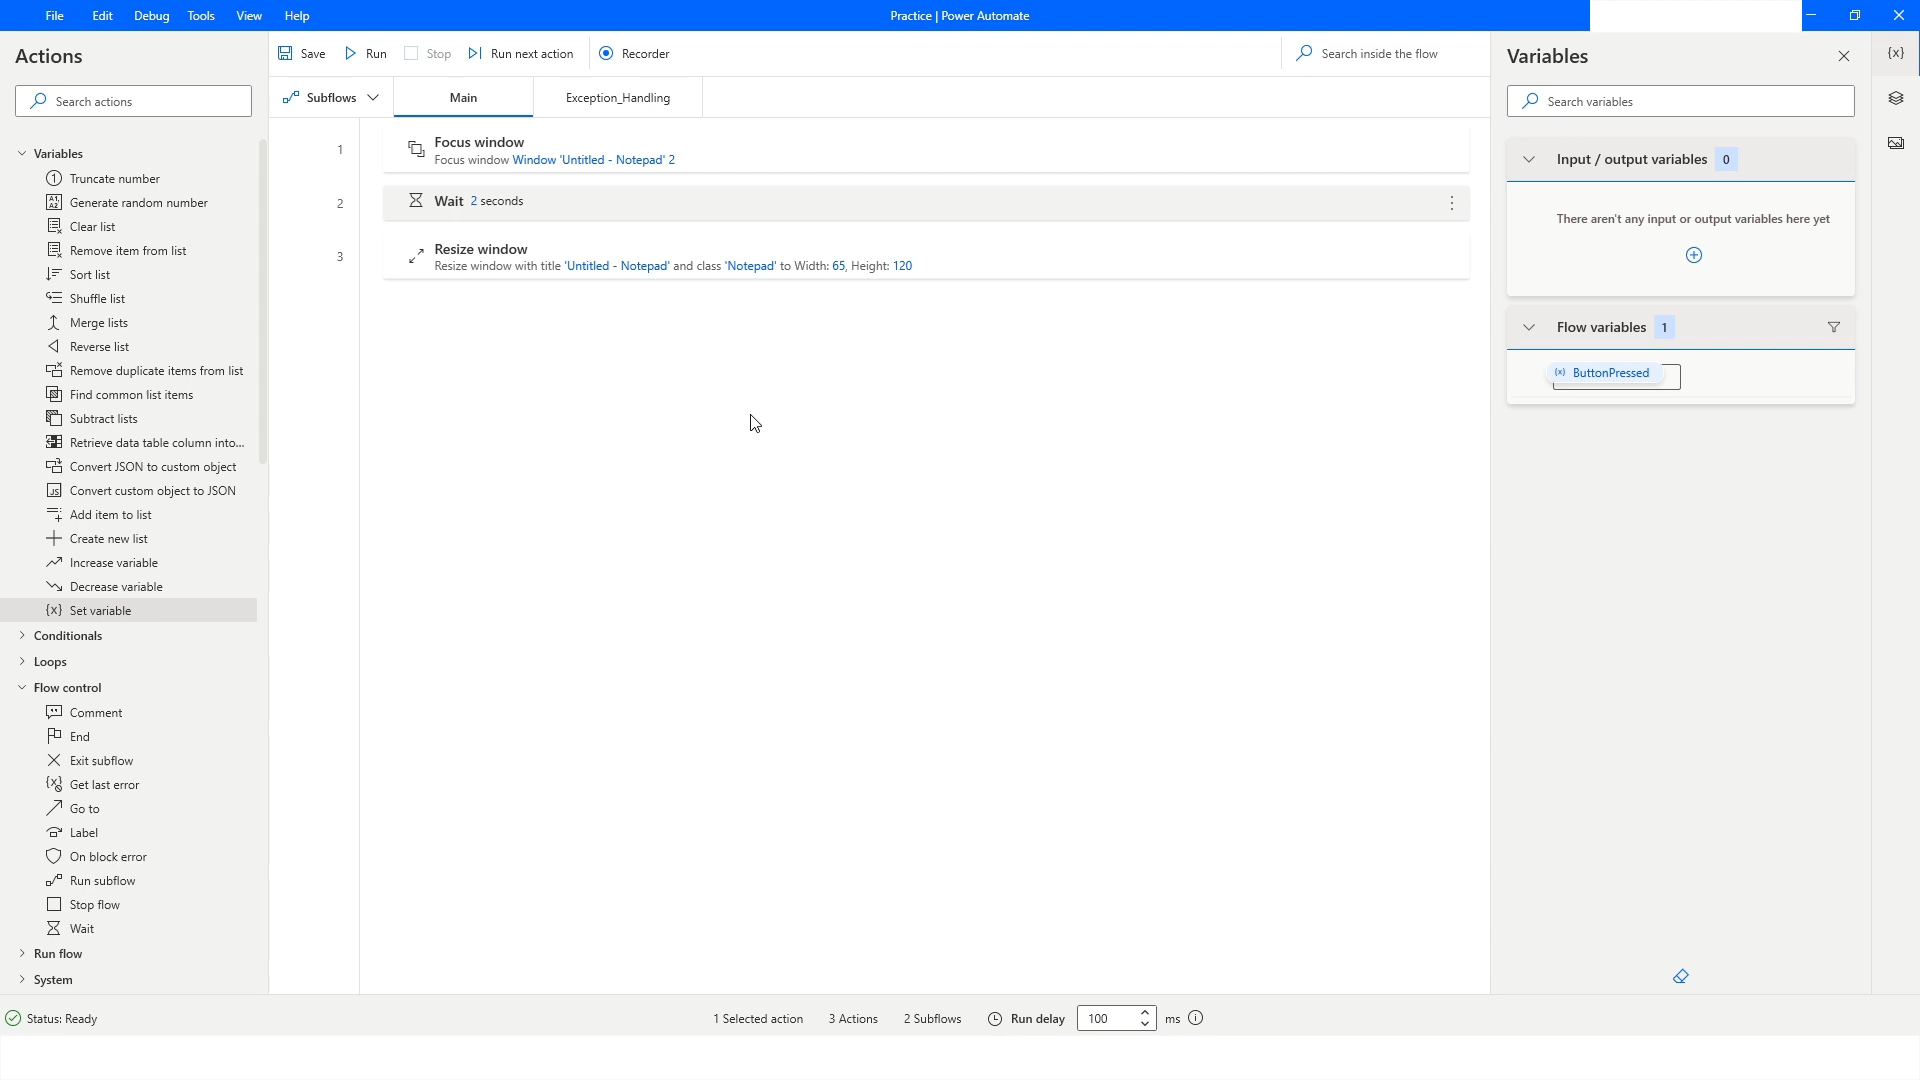 File Edit Debug Tools View Help Practice | Power Automate
Actions
Search actions
Variables
Truncate number
Generate random number
Clear list
Remove item from list
Sort list
Shuffle list
Merge lists
Reverse list
Remove duplicate items from list
Find common list items
Subtract lists
Retrieve data table column into...
Convert JSON to custom object
Convert custom object to JSON
Add item to list
Create new list
Increase variable
Decrease variable
{x} Set variable
Conditionals
Loops
Flow control
Comment
End
Exit subflow
Get last error
Go to
Label
On block error
Run subflow
Stop flow
Wait
Run flow
System
Save Run Stop Run next action Recorder Search inside the flow
Subflows Main Exception_Handling
1 Focus window
Focus window Window 'Untitled - Notepad' 2
2 Wait 2 seconds
3 Resize window
Resize window with title 'Untitled - Notepad' and class 'Notepad' to Width: 65, Height: 120
Variables
{x}
Search variables
Input / output variables 0
There aren't any input or output variables here yet
Flow variables 1
(x) ButtonPressed
Status: Ready 1 Selected action 3 Actions 2 Subflows Run delay 100 ms